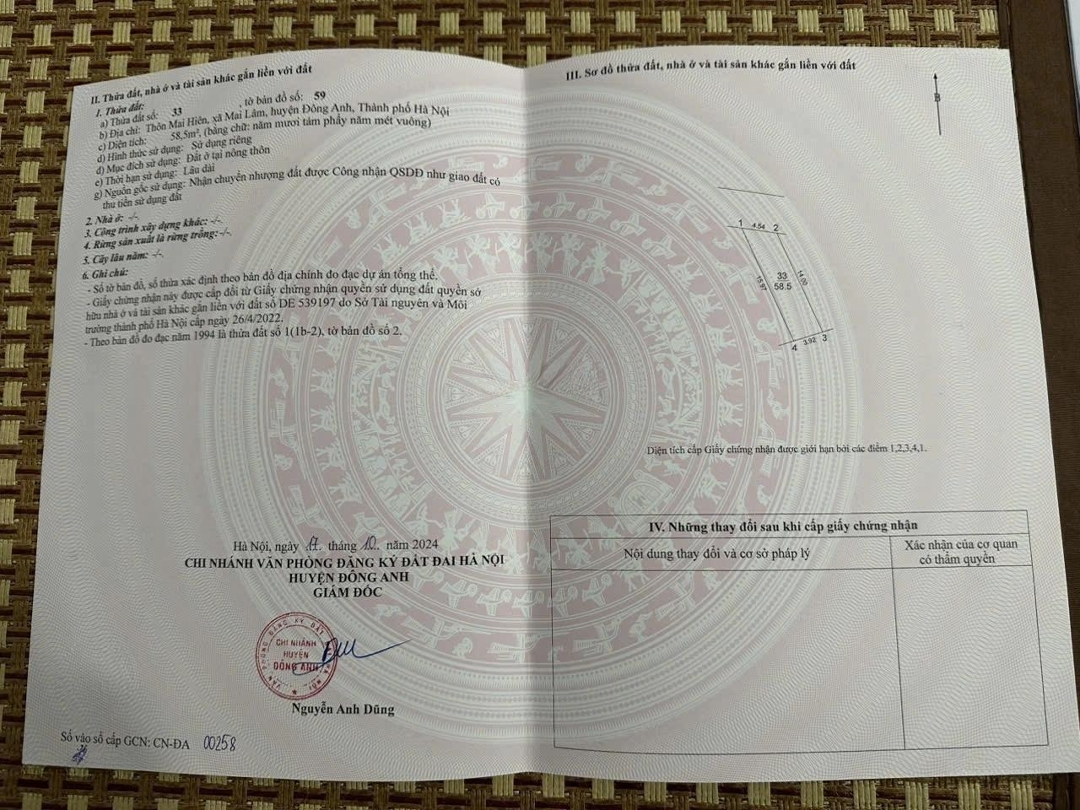 II. Thửa đất, nhà ở và tài sản khác gắn liền với đất
1. Thửa đất:
a) Thửa đất số: 33 , tờ bản đồ số: 59
b) Địa chỉ: Thôn Mai Hiên, xã Mai Lâm, huyện Đông Anh, Thành phố Hà Nội
c) Diện tích: 58,5m², (bằng chữ: năm mươi tám phẩy năm mét vuông)
d) Hình thức sử dụng: Sử dụng riêng
đ) Mục đích sử dụng: Đất ở tại nông thôn
e) Thời hạn sử dụng: Lâu dài
g) Nguồn gốc sử dụng: Nhận chuyển nhượng đất được Công nhận QSDĐ như giao đất có
thu tiền sử dụng đất
2. Nhà ở: -/-
3. Công trình xây dựng khác: -/-
4. Rừng sản xuất là rừng trồng: -/-
5. Cây lâu năm: -/-
6. Ghi chú:
- Số tờ bản đồ, số thửa xác định theo bản đồ địa chính đo đạc dự án tổng thể.
- Giấy chứng nhận này được cấp đổi từ Giấy chứng nhận quyền sử dụng đất quyền sở
hữu nhà ở và tài sản khác gắn liền với đất số DE 539197 do Sở Tài nguyên và Môi
trường thành phố Hà Nội cấp ngày 26/4/2022.
- Theo bản đồ đo đạc năm 1994 là thửa đất số 1(1b-2), tờ bản đồ số 2.
Hà Nội, ngày 17 tháng 10 năm 2024
CHI NHÁNH VĂN PHÒNG ĐĂNG KÝ ĐẤT ĐAI HÀ NỘI
HUYỆN ĐÔNG ANH
GIÁM ĐỐC
CHI NHÁNH
HUYỆN
ĐÔNG ANH
Nguyễn Anh Dũng
Số vào sổ cấp GCN: CN-ĐA 00258
III. Sơ đồ thửa đất, nhà ở và tài sản khác gắn liền với đất
B
1 4.54 2
15.97
33
58.5
14.00
4 3.92 3
Diện tích cấp Giấy chứng nhận được giới hạn bởi các điểm 1,2,3,4,1.
IV. Những thay đổi sau khi cấp giấy chứng nhận
Nội dung thay đổi và cơ sở pháp lý
Xác nhận của cơ quan
có thẩm quyền